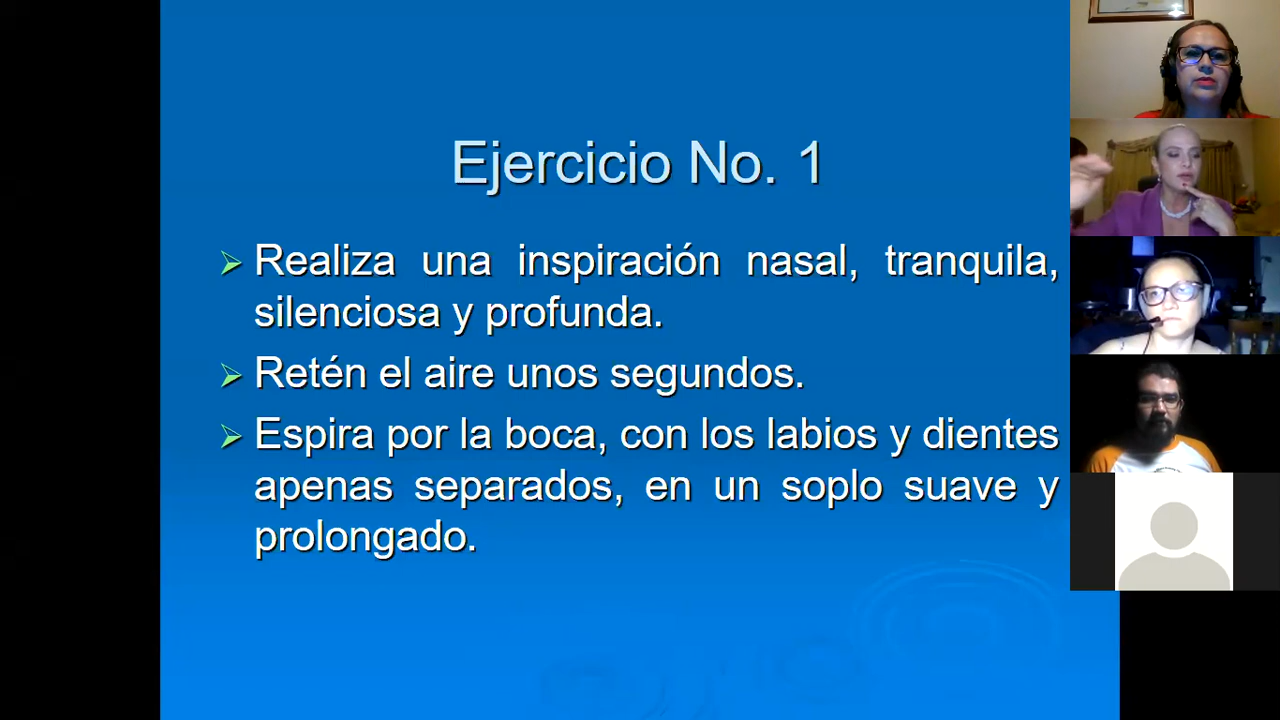 Ejercicio No. 1
Realiza una inspiración nasal, tranquila,
silenciosa y profunda.
Retén el aire unos segundos.
Espira por la boca, con los labios y dientes
apenas separados, en un soplo suave y
prolongado.